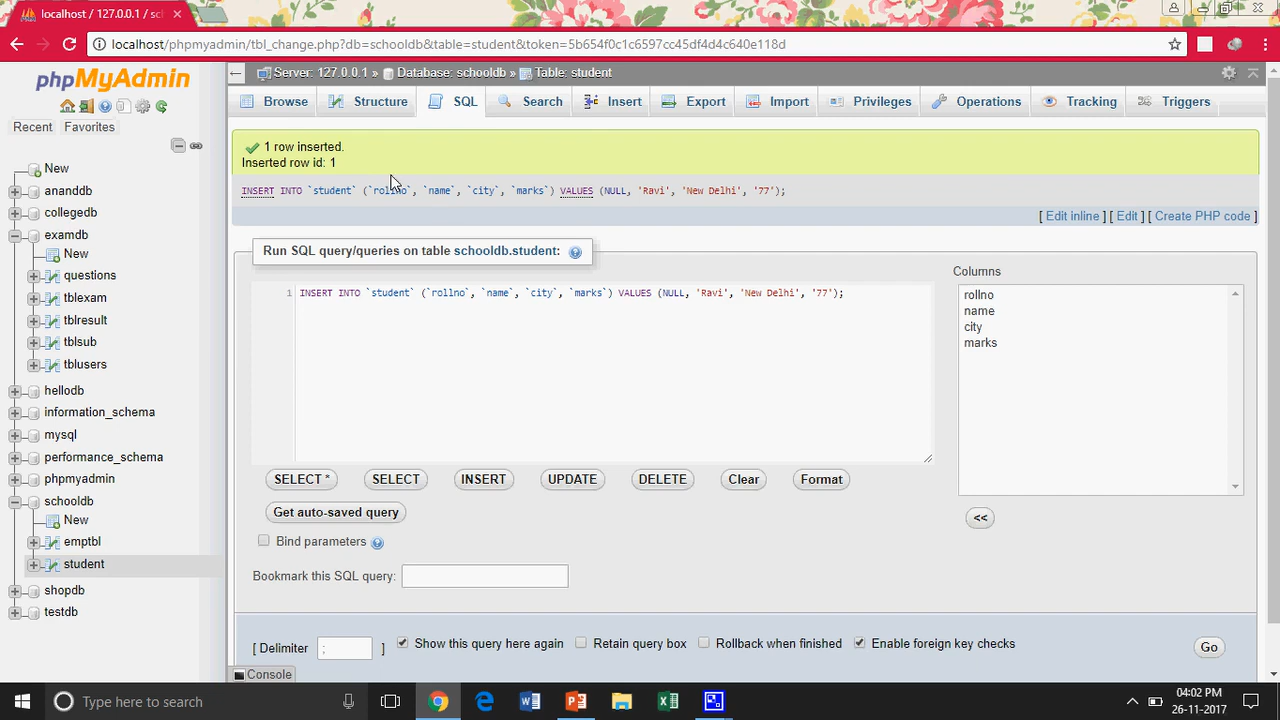 localhost / 127.0.0.1 / sc
localhost/phpmyadmin/tbl_change.php?db=schooldb&table=student&token=5b654f0c1c6597cc45df4d4c640e118d
phpMyAdmin
Recent Favorites
New
ananddb
collegedb
examdb
New
questions
tblexam
tblresult
tblsub
tblusers
hellodb
information_schema
mysql
performance_schema
phpmyadmin
schooldb
New
emptbl
student
shopdb
testdb
Server: 127.0.0.1 » Database: schooldb » Table: student
Browse Structure SQL Search Insert Export Import Privileges Operations Tracking Triggers
1 row inserted.
Inserted row id: 1
INSERT INTO `student` (`rollno`, `name`, `city`, `marks`) VALUES (NULL, 'Ravi', 'New Delhi', '77');
[ Edit inline ] [ Edit ] [ Create PHP code ]
Run SQL query/queries on table schooldb.student:
1 INSERT INTO `student` (`rollno`, `name`, `city`, `marks`) VALUES (NULL, 'Ravi', 'New Delhi', '77');
Columns
rollno
name
city
marks
SELECT * SELECT INSERT UPDATE DELETE Clear Format
<<
Get auto-saved query
Bind parameters
Bookmark this SQL query:
[ Delimiter ; ] Show this query here again Retain query box Rollback when finished Enable foreign key checks Go
Console
Type here to search
04:02 PM
26-11-2017